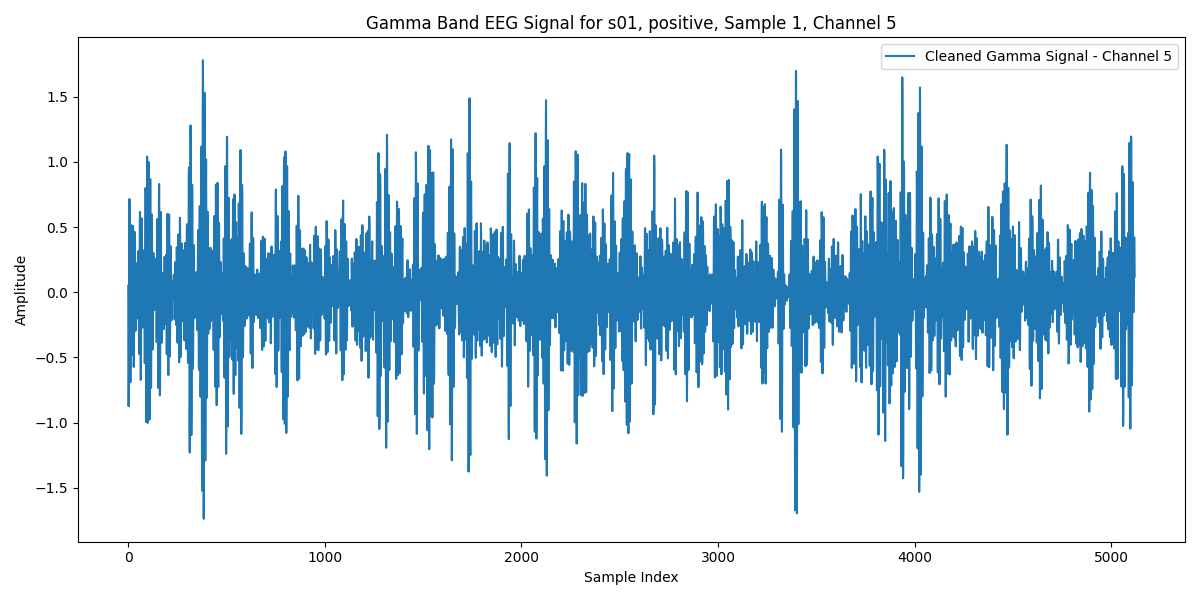 Gamma Band EEG Signal for s01, positive, Sample 1, Channel 5
Cleaned Gamma Signal - Channel 5
1.5
1.0
0.5
0.0
−0.5
−1.0
−1.5
Amplitude
0 1000 2000 3000 4000 5000
Sample Index